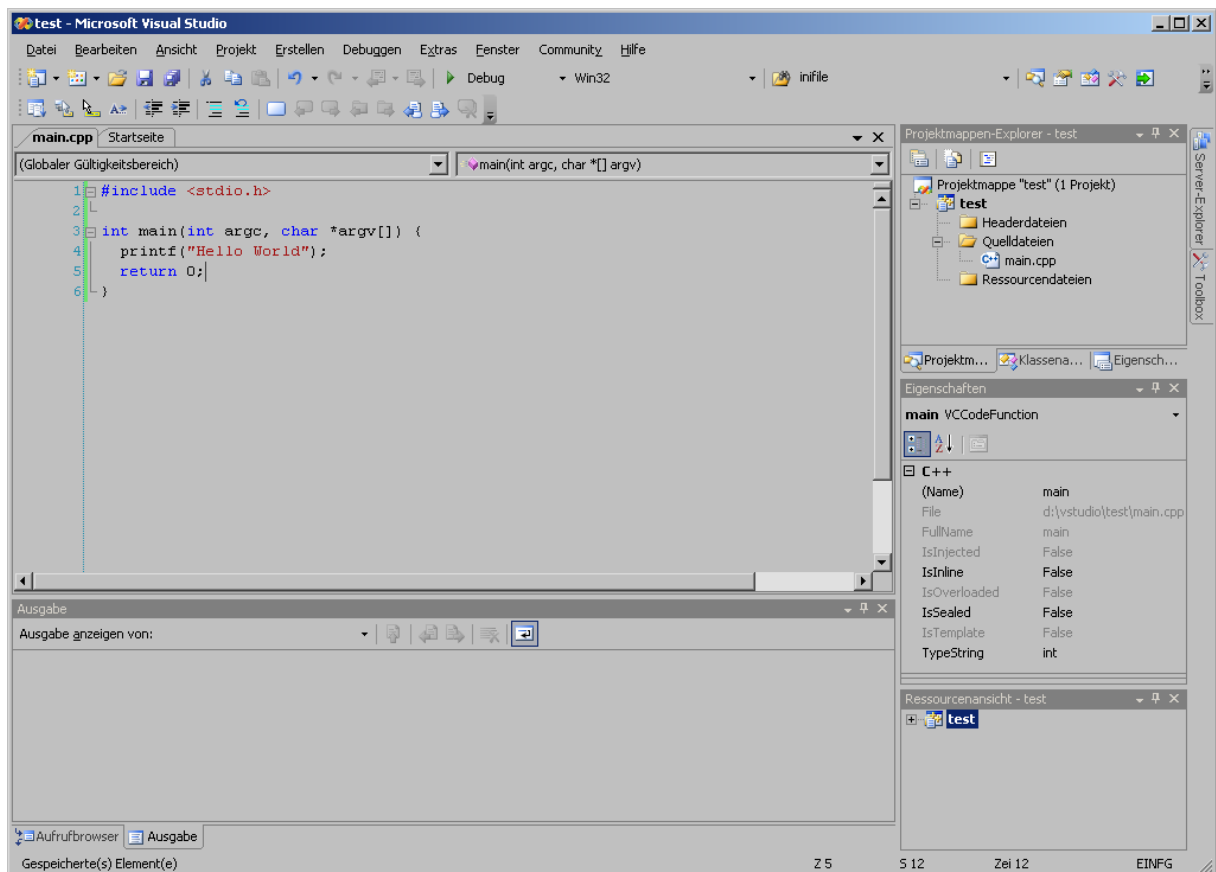 test - Microsoft Visual Studio
Datei Bearbeiten Ansicht Projekt Erstellen Debuggen Extras Fenster Community Hilfe
Debug Win32 inifile
main.cpp Startseite
(Globaler Gültigkeitsbereich) main(int argc, char *[] argv)
1 #include <stdio.h>
2
3 int main(int argc, char *argv[]) {
4 printf("Hello World");
5 return 0;
6 }
Ausgabe
Ausgabe anzeigen von:
Aufrufbrowser Ausgabe
Gespeicherte(s) Element(e) Z 5 S 12 Zei 12 EINFG
Projektmappen-Explorer - test
Projektmappe "test" (1 Projekt)
test
Headerdateien
Quelldateien
main.cpp
Ressourcendateien
Projektm... Klassena... Eigensch...
Eigenschaften
main VCCodeFunction
C++
(Name) main
File d:\vstudio\test\main.cpp
FullName main
IsInjected False
IsInline False
IsOverloaded False
IsSealed False
IsTemplate False
TypeString int
Ressourcenansicht - test
test
Server-Explorer
Toolbox